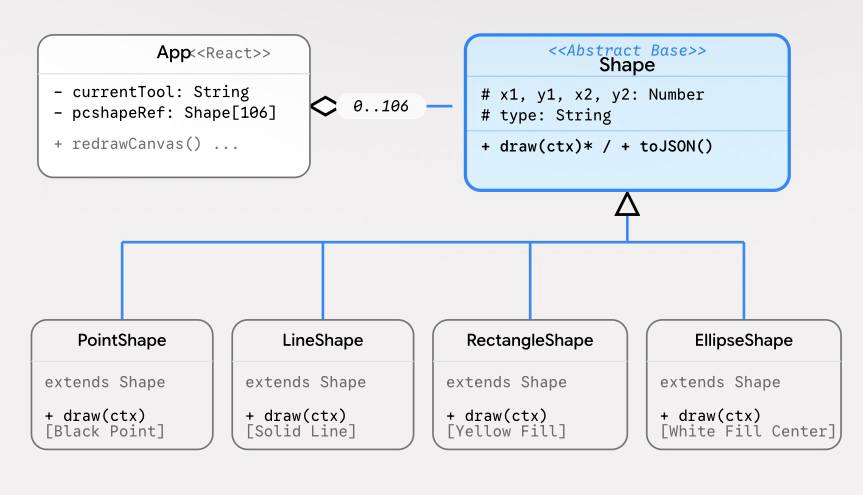 App<<React>>
- currentTool: String
- pcshapeRef: Shape[106]
+ redrawCanvas() ...
0..106
<<Abstract Base>>
Shape
# x1, y1, x2, y2: Number
# type: String
+ draw(ctx)* / + toJSON()
PointShape
extends Shape
+ draw(ctx)
[Black Point]
LineShape
extends Shape
+ draw(ctx)
[Solid Line]
RectangleShape
extends Shape
+ draw(ctx)
[Yellow Fill]
EllipseShape
extends Shape
+ draw(ctx)
[White Fill Center]